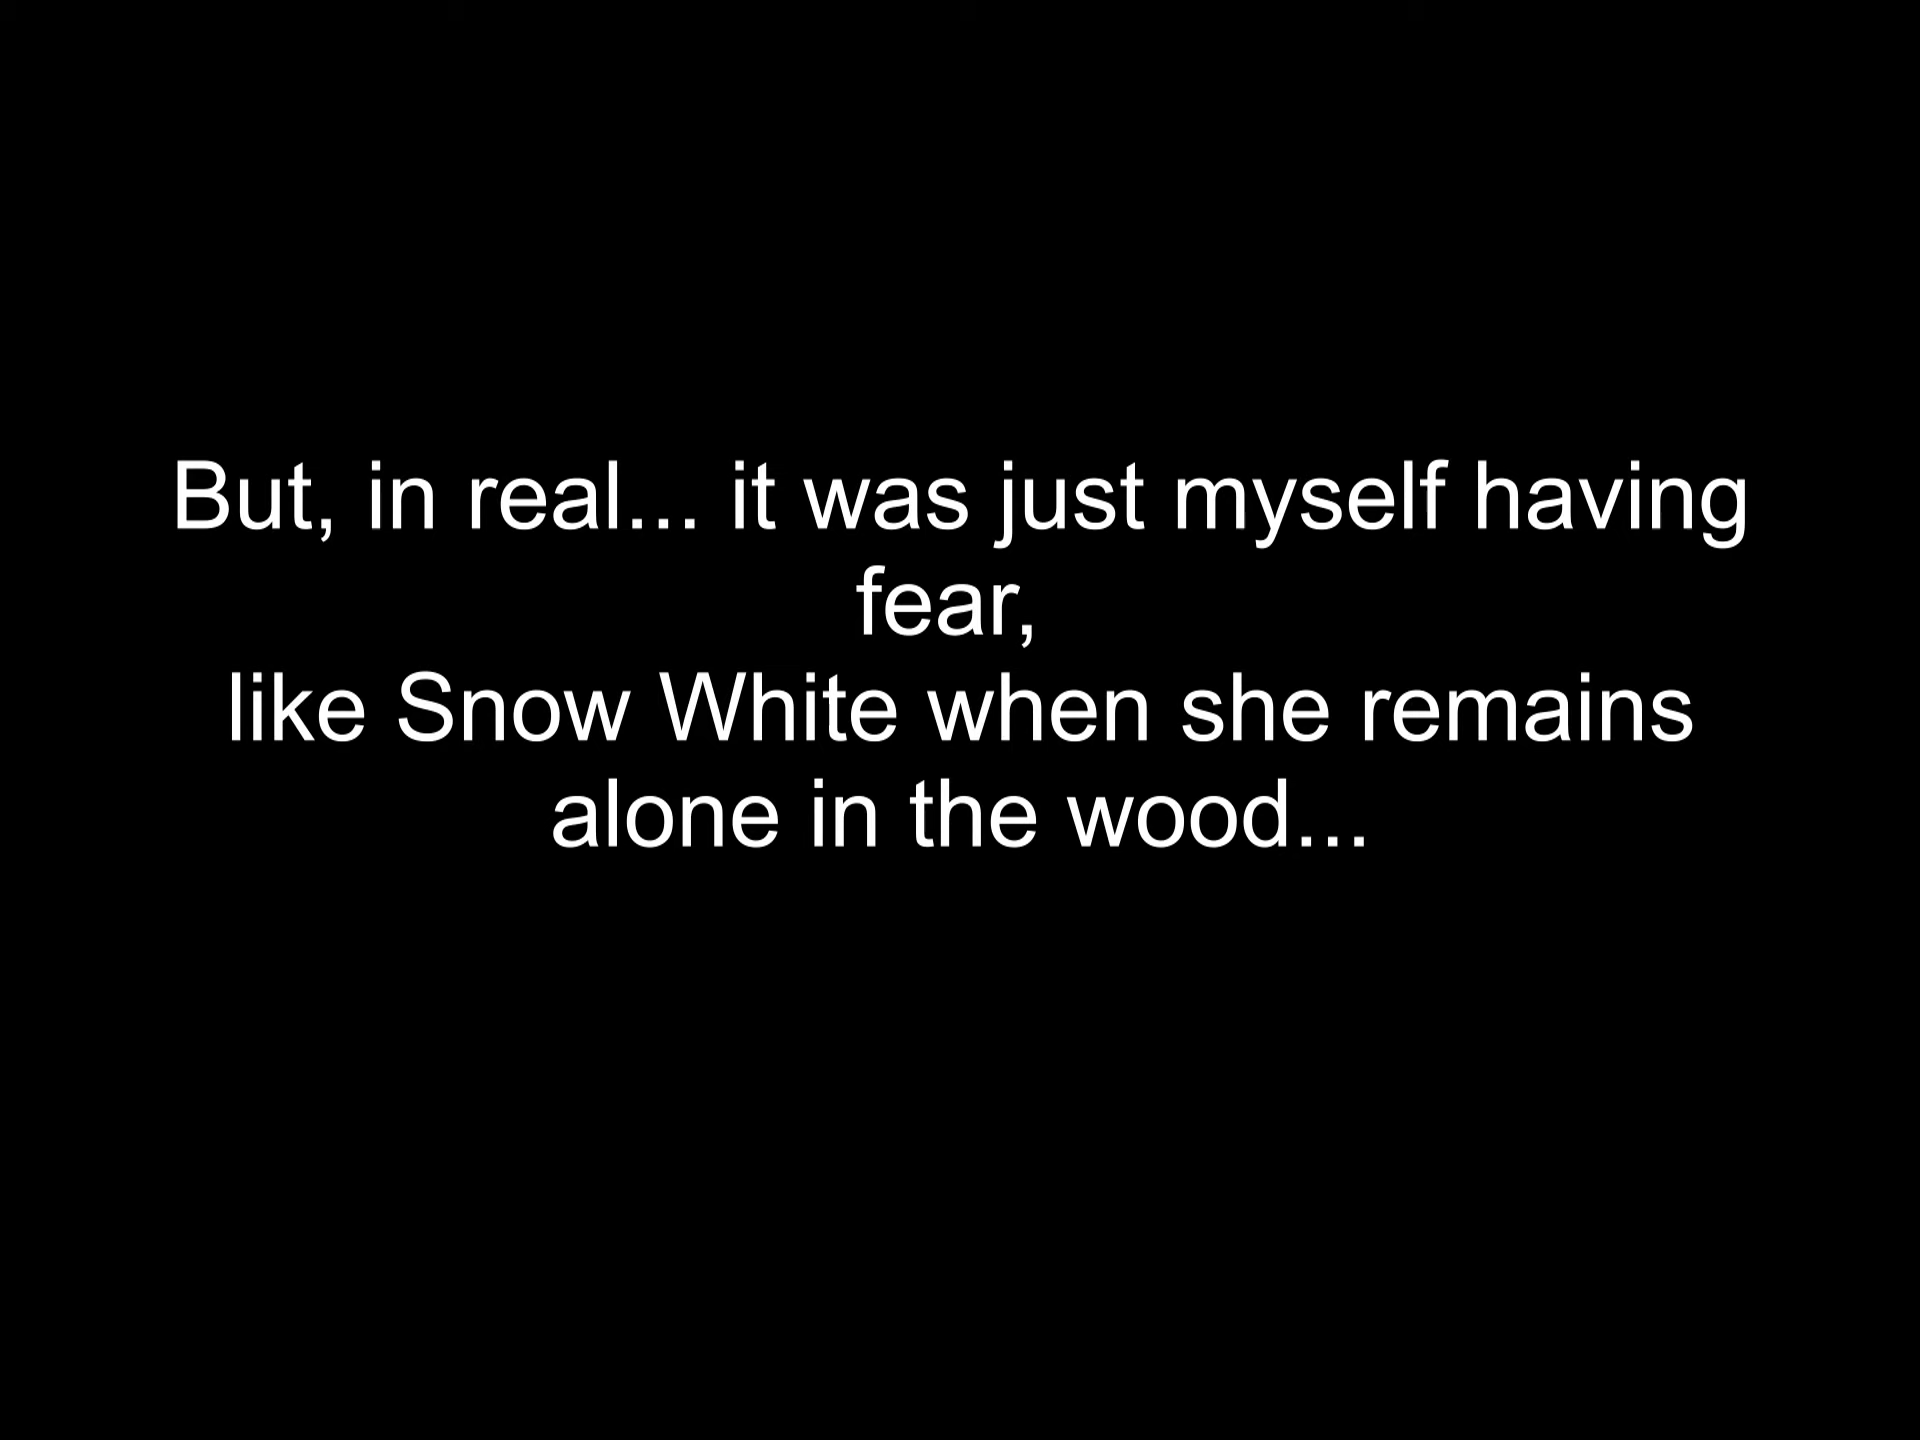 But, in real... it was just myself having
fear,
like Snow White when she remains
alone in the wood...